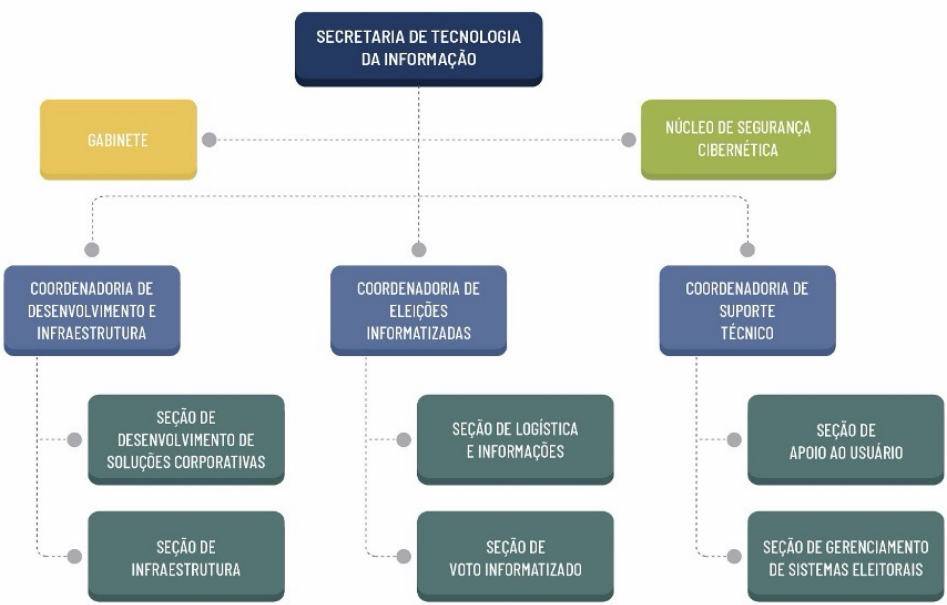 SECRETARIA DE TECNOLOGIA
DA INFORMAÇÃO
GABINETE
NÚCLEO DE SEGURANÇA
CIBERNÉTICA
COORDENADORIA DE
DESENVOLVIMENTO E
INFRAESTRUTURA
COORDENADORIA DE
ELEIÇÕES
INFORMATIZADAS
COORDENADORIA DE
SUPORTE
TÉCNICO
SEÇÃO DE
DESENVOLVIMENTO DE
SOLUÇÕES CORPORATIVAS
SEÇÃO DE LOGÍSTICA
E INFORMAÇÕES
SEÇÃO DE
APOIO AO USUÁRIO
SEÇÃO DE
INFRAESTRUTURA
SEÇÃO DE
VOTO INFORMATIZADO
SEÇÃO DE GERENCIAMENTO
DE SISTEMAS ELEITORAIS